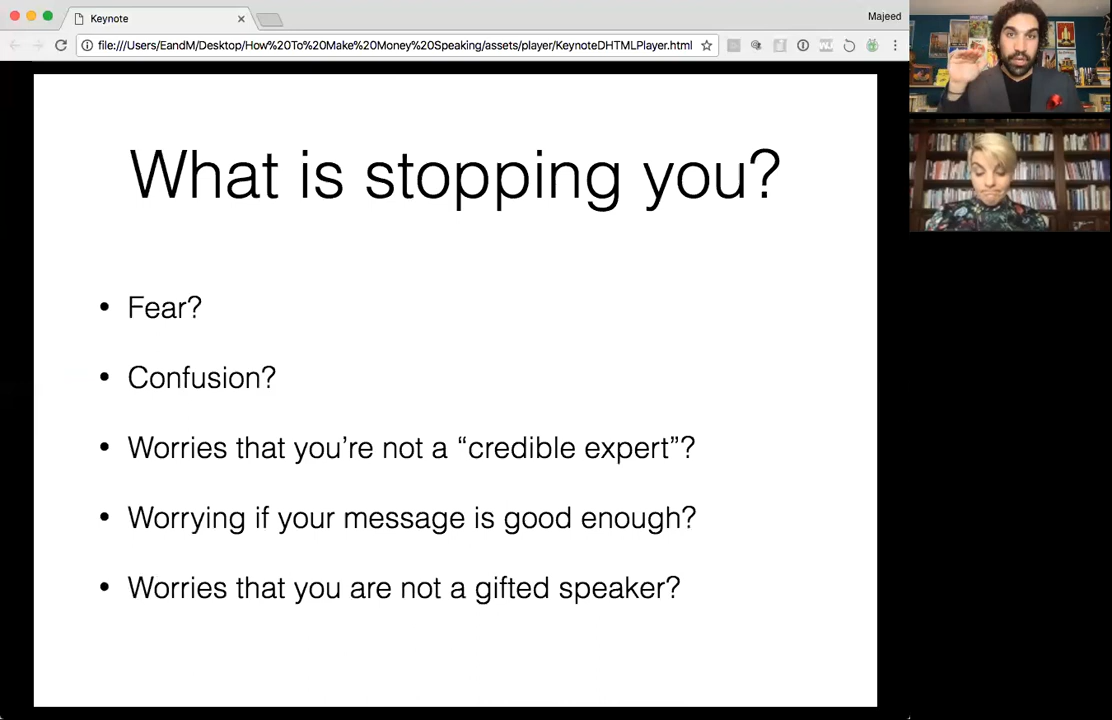 Keynote
Majeed
file:///Users/EandM/Desktop/How%20To%20Make%20Money%20Speaking/assets/player/KeynoteDHTMLPlayer.html
What is stopping you?
• Fear?
• Confusion?
• Worries that you’re not a “credible expert”?
• Worrying if your message is good enough?
• Worries that you are not a gifted speaker?